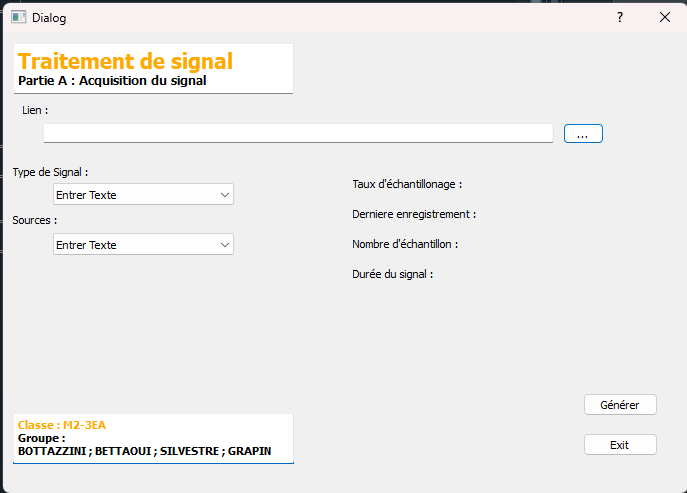 Dialog
?
Traitement de signal
Partie A : Acquisition du signal
Lien :
...
Type de Signal :
Entrer Texte
Sources :
Entrer Texte
Taux d'échantillonage :
Derniere enregistrement :
Nombre d'échantillon :
Durée du signal :
Générer
Exit
Classe : M2-3EA
Groupe :
BOTTAZZINI ; BETTAOUI ; SILVESTRE ; GRAPIN